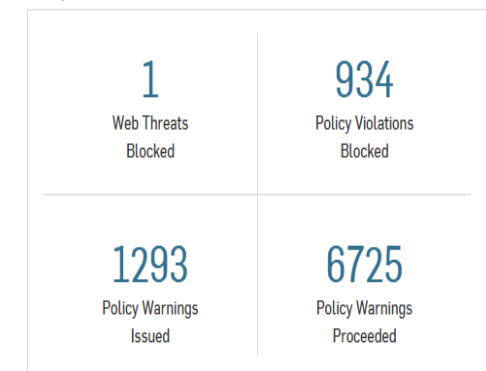 1
Web Threats
Blocked
934
Policy Violations
Blocked
1293
Policy Warnings
Issued
6725
Policy Warnings
Proceeded